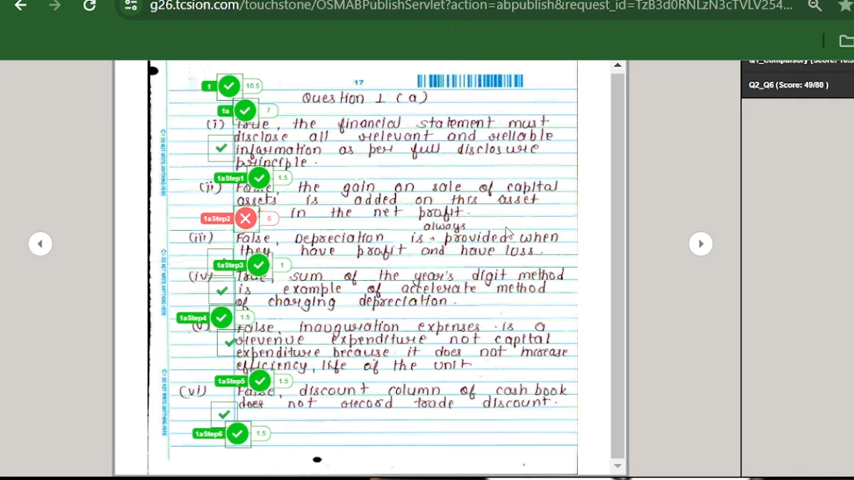 g26.tcsion.com/touchstone/OSMABPublishServlet?action=abpublish&request_id=TzB3d0RNLzN3cTVLV254...
Q2_Q6 (Score: 49/80 )
17
1 10.5
Question 1 (a)
1a 7
(i) True, the financial statement must
disclose all relevant and reliable
information as per full disclosure
principle.
1aStep1 1.5
(ii) False, the gain on sale of capital
assets is added on this asset
in the net profit.
1aStep2 0
always
(iii) False, Depreciation is provided when
they have profit and have loss.
1aStep3 1
(iv) True, sum of the year's digit method
is example of accelerate method
of charging depreciation.
1aStep4 1.5
(v) False, inauguration expenses is a
revenue expenditure not capital
expenditure because it does not increase
efficiency, life of the unit
1aStep5 1.5
(vi) False, discount column of cash book
does not record trade discount.
1aStep6 1.5